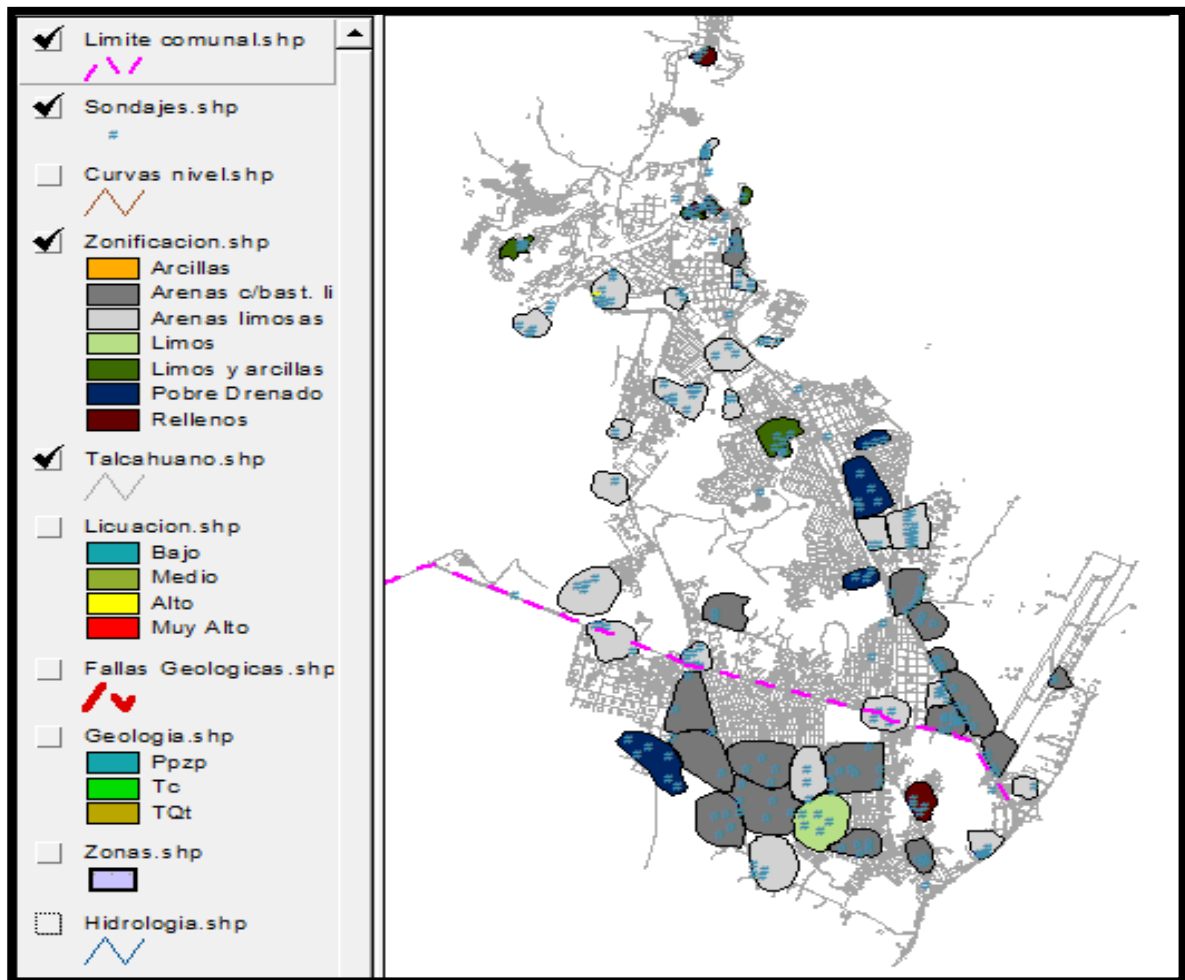 Limite comunal.shp
Sondajes.shp
Curvas nivel.shp
Zonificacion.shp
Arcillas
Arenas c/bast. li
Arenas limosas
Limos
Limos y arcillas
Pobre Drenado
Rellenos
Talcahuano.shp
Licuacion.shp
Bajo
Medio
Alto
Muy Alto
Fallas Geologicas.shp
Geologia.shp
Ppzp
Tc
TQt
Zonas.shp
Hidrologia.shp